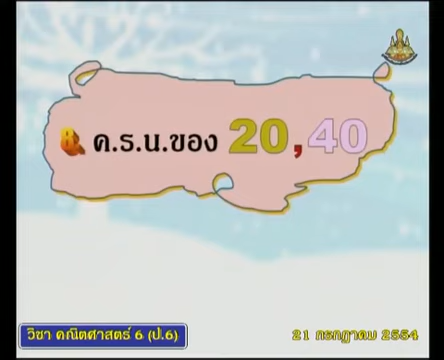 8. ค.ร.น.ของ 20,40
วิชา คณิตศาสตร์ 6 (ป.6)
21 กรกฎาคม 2554